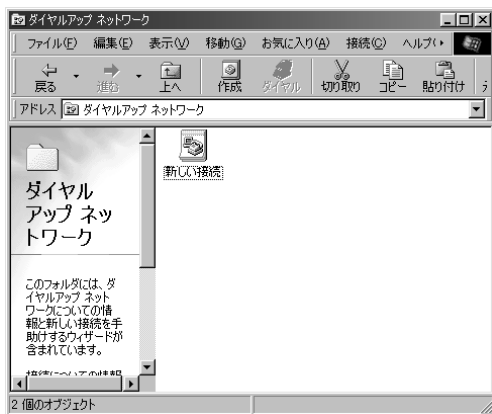 ダイヤルアップ ネットワーク
ファイル(F) 編集(E) 表示(V) 移動(G) お気に入り(A) 接続(C) ヘルプ(
戻る 進む 上へ 作成 ダイヤル 切り取り コピー 貼り付け
アドレス ダイヤルアップ ネットワーク
新しい接続
ダイヤル
アップ ネッ
トワーク
このフォルダには、ダ
イヤルアップ ネット
ワークについての情
報と新しい接続を手
助けするウィザードが
含まれています。
2 個のオブジェクト